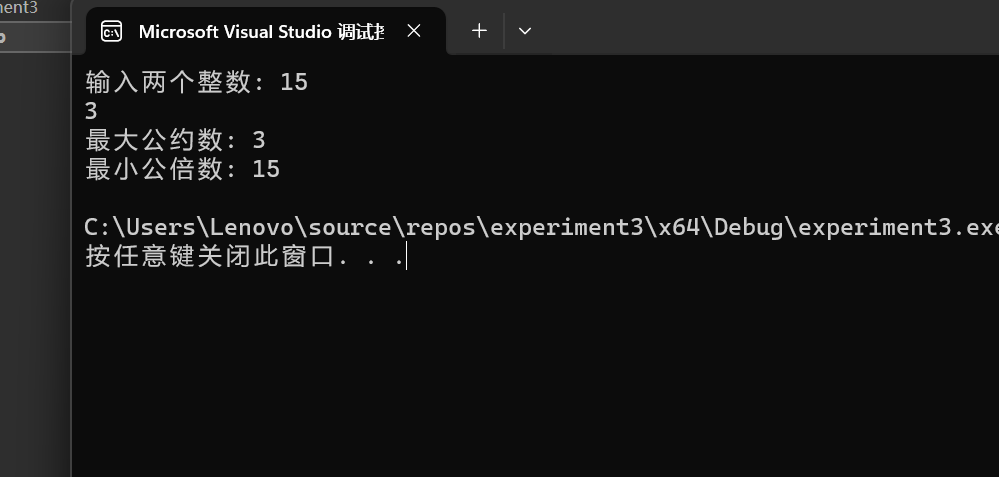 Microsoft Visual Studio 调试
输入两个整数: 15
3
最大公约数: 3
最小公倍数: 15
C:\Users\Lenovo\source\repos\experiment3\x64\Debug\experiment3.exe
按任意键关闭此窗口. . .